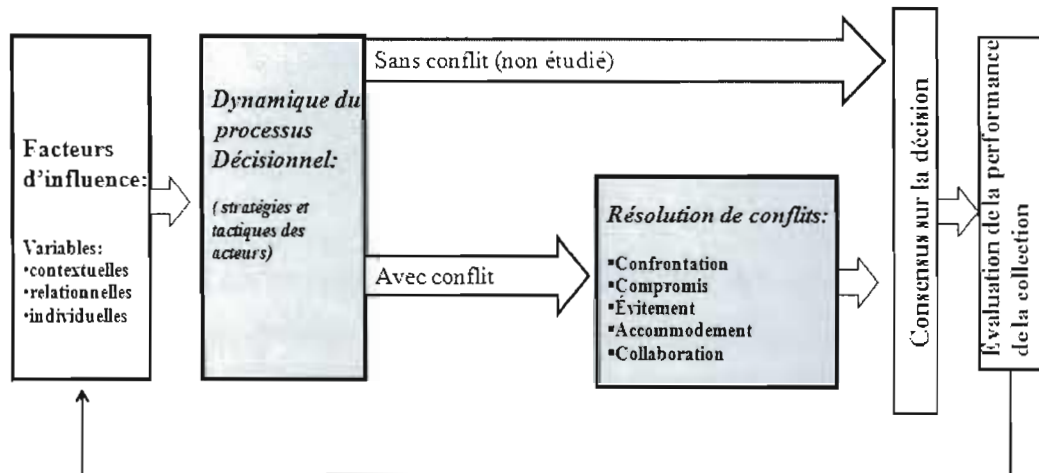 Facteurs
d'influence:
Variables:
•contextuelles
•relationnelles
•individuelles
Dynamique du
processus
Décisionnel:
( stratégies et
tactiques des
acteurs)
Sans conflit (non étudié)
Avec conflit
Résolution de conflits:
▪Confrontation
▪Compromis
▪Évitement
▪Accommodement
▪Collaboration
Consensus sur la décision
Évaluation de la performance
de la collection